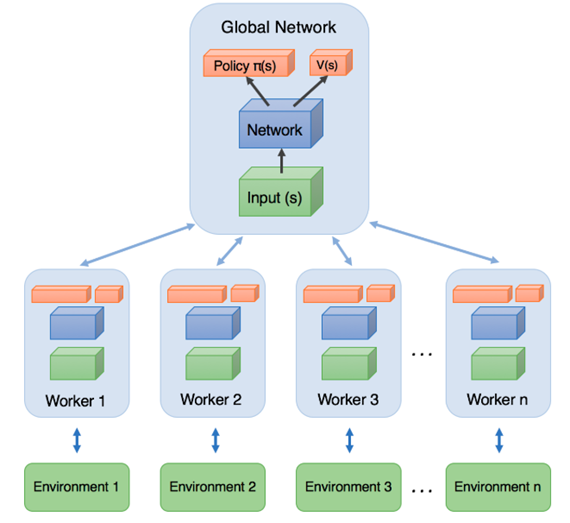 Global Network
Policy π(s)
V(s)
Network
Input (s)
Worker 1
Worker 2
Worker 3
...
Worker n
Environment 1
Environment 2
Environment 3
...
Environment n